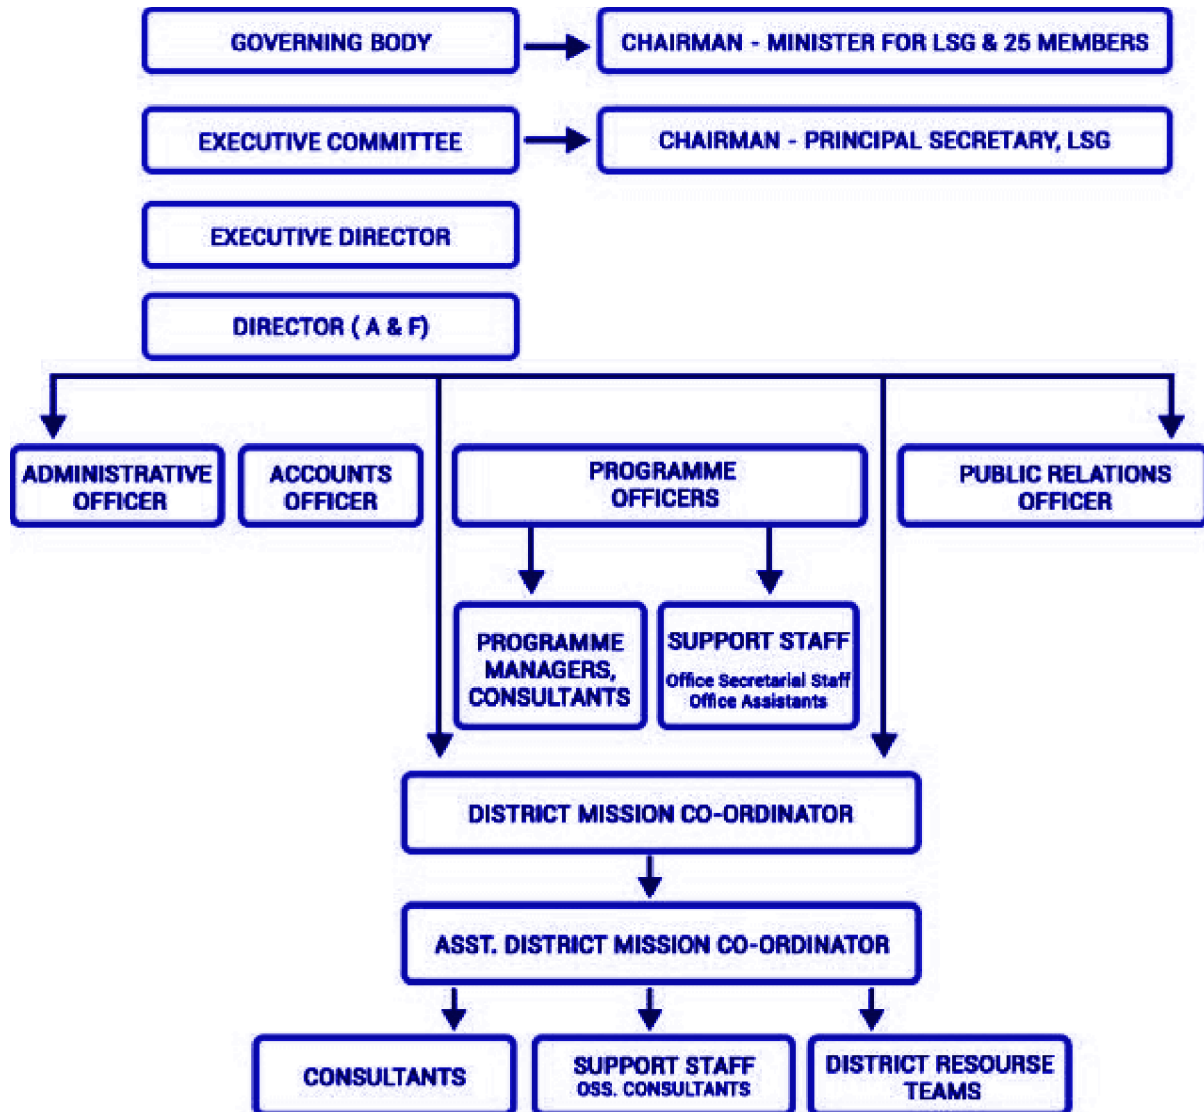 GOVERNING BODY
CHAIRMAN - MINISTER FOR LSG & 25 MEMBERS
EXECUTIVE COMMITTEE
CHAIRMAN - PRINCIPAL SECRETARY, LSG
EXECUTIVE DIRECTOR
DIRECTOR ( A & F)
ADMINISTRATIVE
OFFICER
ACCOUNTS
OFFICER
PROGRAMME
OFFICERS
PUBLIC RELATIONS
OFFICER
PROGRAMME
MANAGERS,
CONSULTANTS
SUPPORT STAFF
Office Secretarial Staff
Office Assistants
DISTRICT MISSION CO-ORDINATOR
ASST. DISTRICT MISSION CO-ORDINATOR
CONSULTANTS
SUPPORT STAFF
OSS. CONSULTANTS
DISTRICT RESOURSE
TEAMS